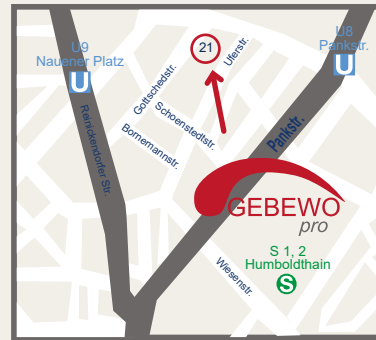 U9
Nauener Platz
U
U8
Pankstr.
U
21
Uferstr.
Gottschedstr.
Schoenstedtstr.
Bornemannstr.
Reinickendorfer Str.
Pankstr.
GEBEWO
pro
S 1, 2
Humboldthain
S
Wiesenstr.